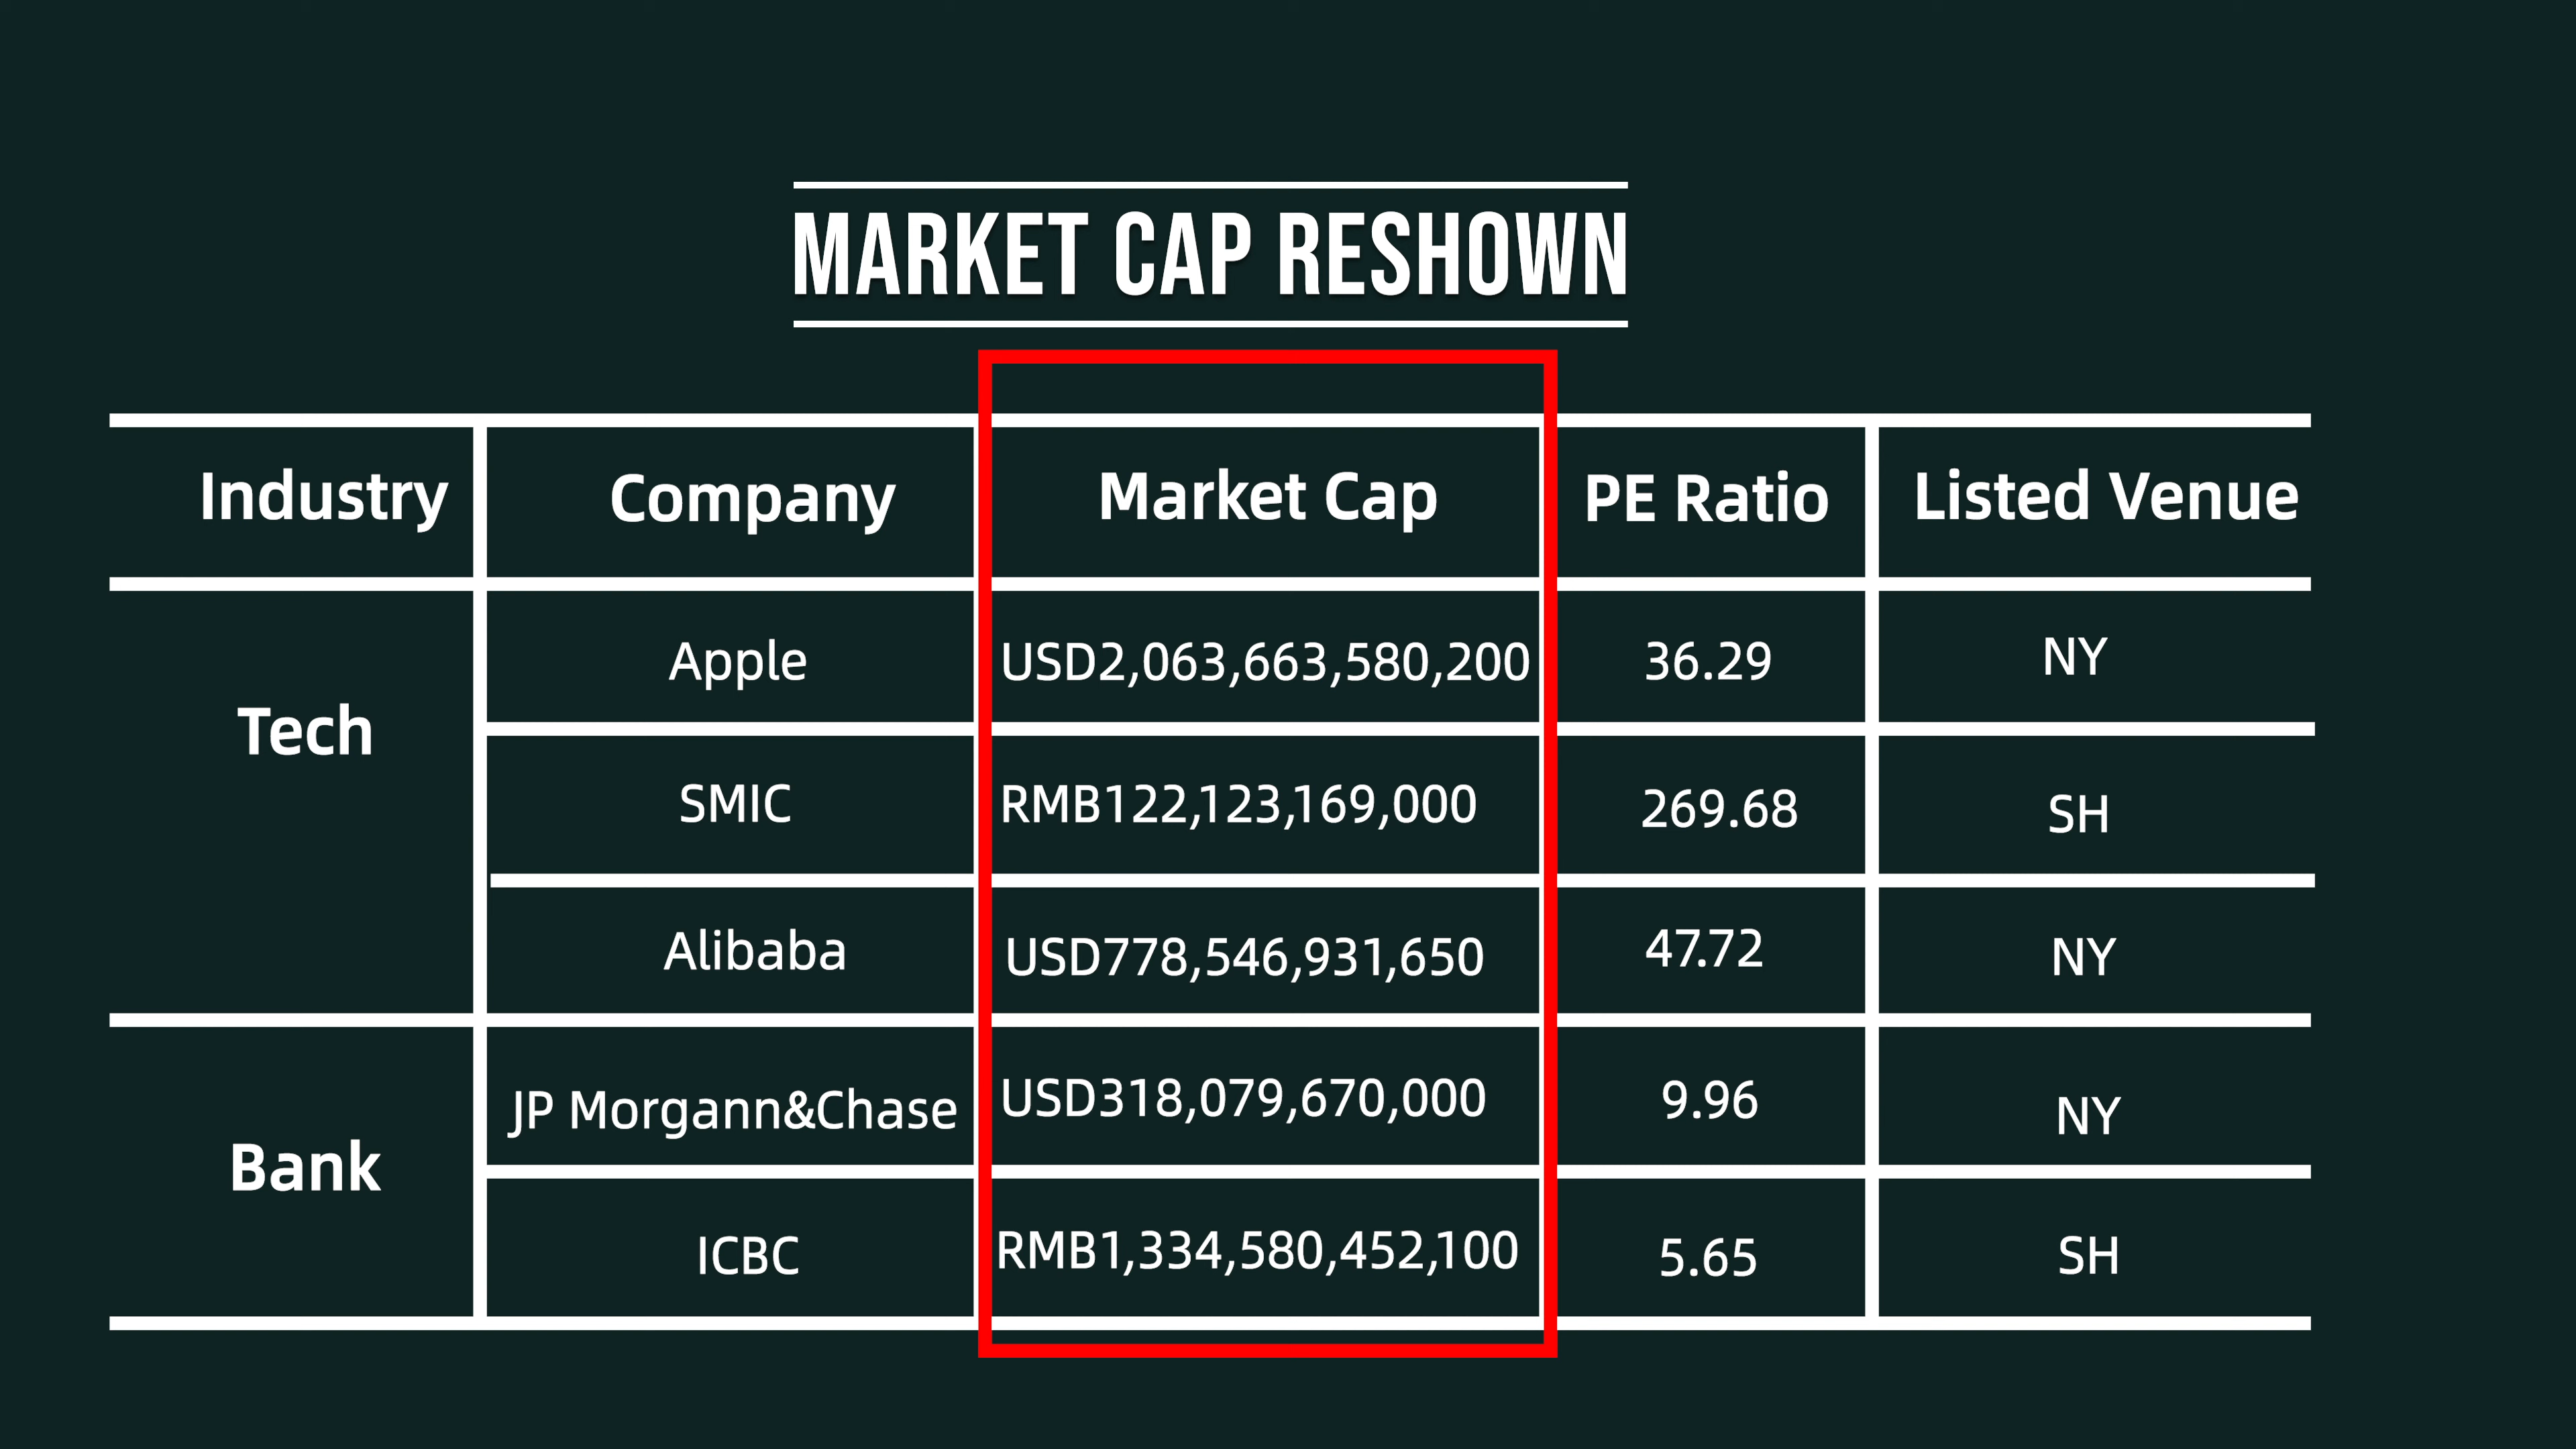 MARKET CAP RESHOWN
Industry Company Market Cap PE Ratio Listed Venue
Tech
Apple USD2,063,663,580,200 36.29 NY
SMIC RMB122,123,169,000 269.68 SH
Alibaba USD778,546,931,650 47.72 NY
Bank
JP Morgann&Chase USD318,079,670,000 9.96 NY
ICBC RMB1,334,580,452,100 5.65 SH